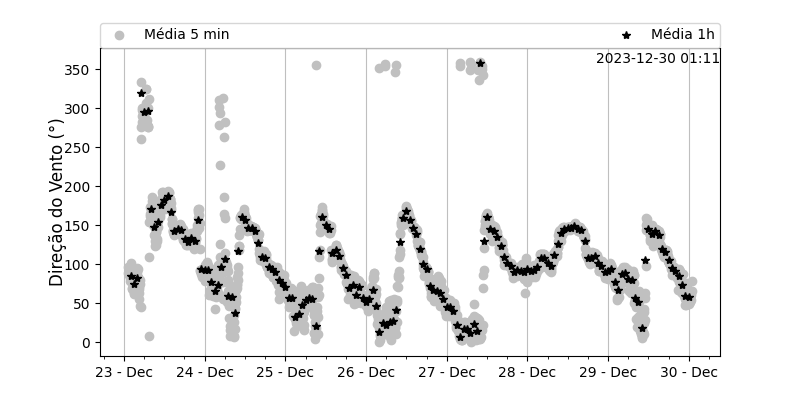 Média 5 min
Média 1h
2023-12-30 01:11
Direção do Vento (°)
350
300
250
200
150
100
50
0
23 - Dec
24 - Dec
25 - Dec
26 - Dec
27 - Dec
28 - Dec
29 - Dec
30 - Dec